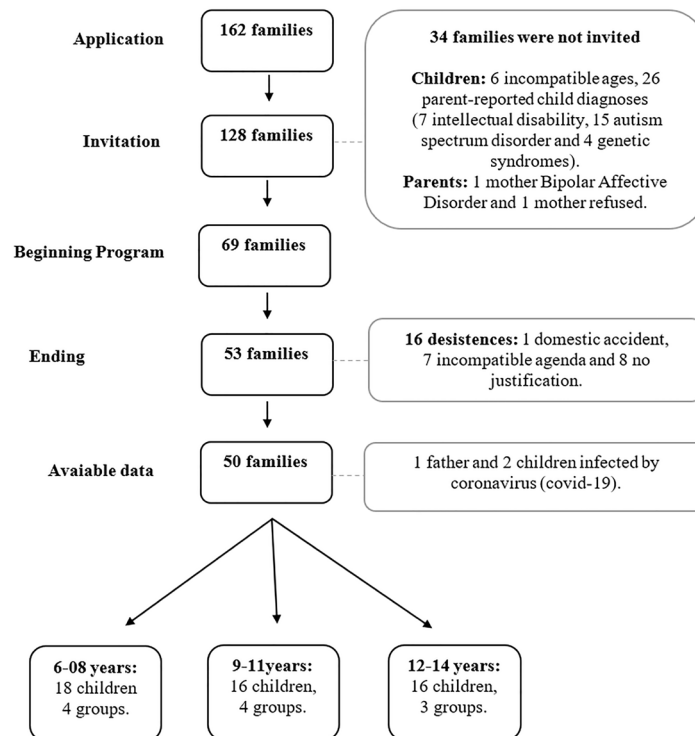 Application
162 families
34 families were not invited
Children: 6 incompatible ages, 26
parent-reported child diagnoses
(7 intellectual disability, 15 autism
spectrum disorder and 4 genetic
syndromes).
Parents: 1 mother Bipolar Affective
Disorder and 1 mother refused.
Invitation
128 families
Beginning Program
69 families
Ending
53 families
16 desistences: 1 domestic accident,
7 incompatible agenda and 8 no
justification.
Avaiable data
50 families
1 father and 2 children infected by
coronavirus (covid-19).
6-08 years:
18 children
4 groups.
9-11years:
16 children,
4 groups.
12-14 years:
16 children,
3 groups.